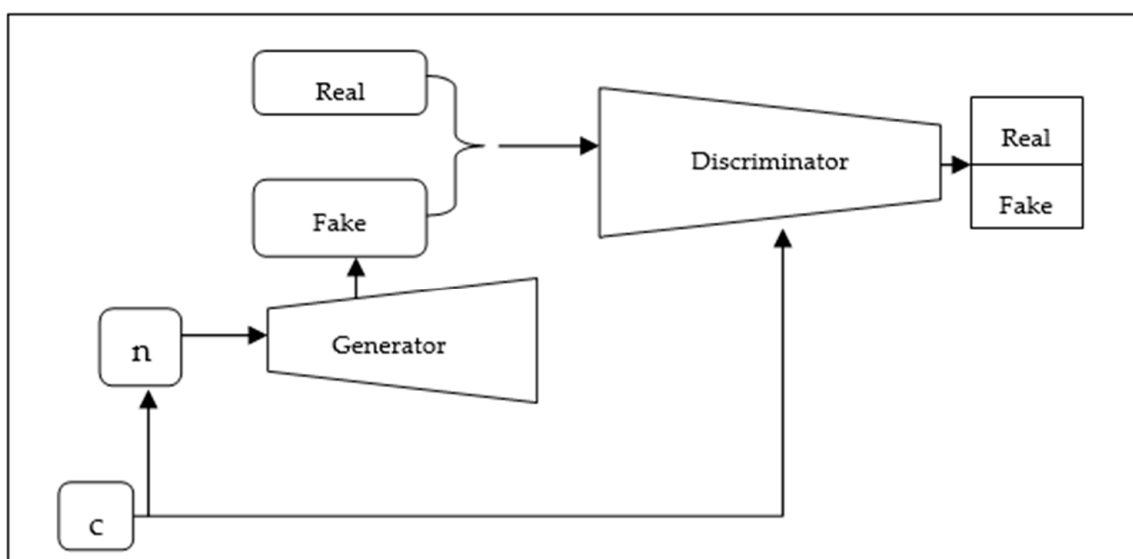 Real
Discriminator
Real
Fake
Fake
Generator
n
c